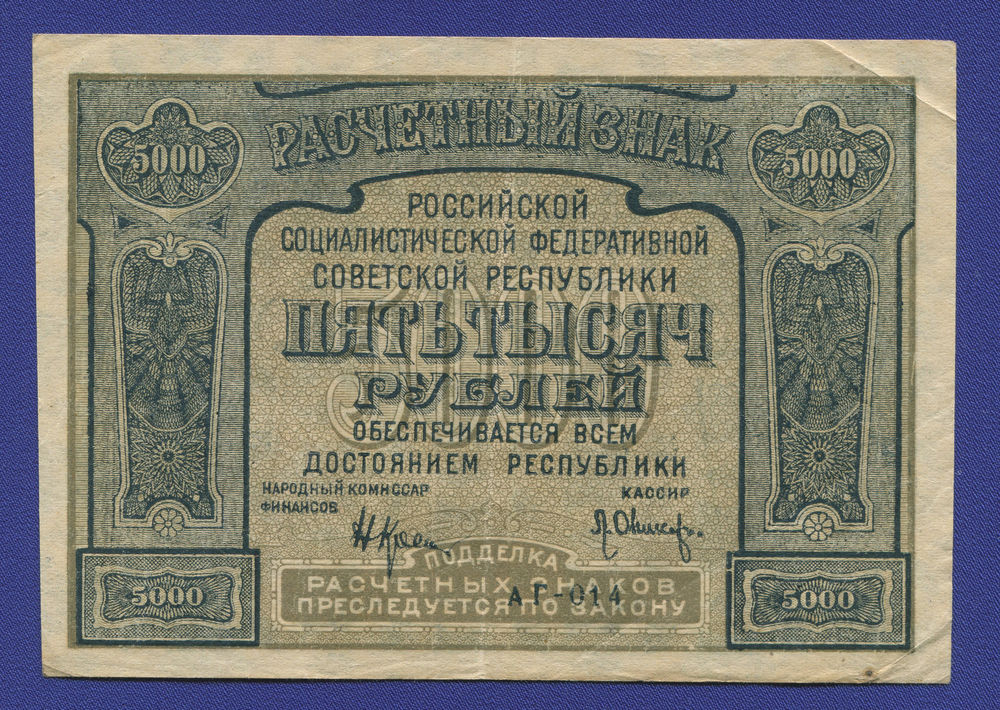 5000 РАСЧЕТНЫЙ ЗНАК 5000
РОССИЙСКОЙ
СОЦИАЛИСТИЧЕСКОЙ ФЕДЕРАТИВНОЙ
СОВЕТСКОЙ РЕСПУБЛИКИ
5000
ПЯТЬ ТЫСЯЧ
РУБЛЕЙ
ОБЕСПЕЧИВАЕТСЯ ВСЕМ
ДОСТОЯНИЕМ РЕСПУБЛИКИ
НАРОДНЫЙ КОМИССАР
ФИНАНСОВ
КАССИР
ПОДДЕЛКА
РАСЧЕТНЫХ ЗНАКОВ
ПРЕСЛЕДУЕТСЯ ПО ЗАКОНУ
АГ-014
5000 5000